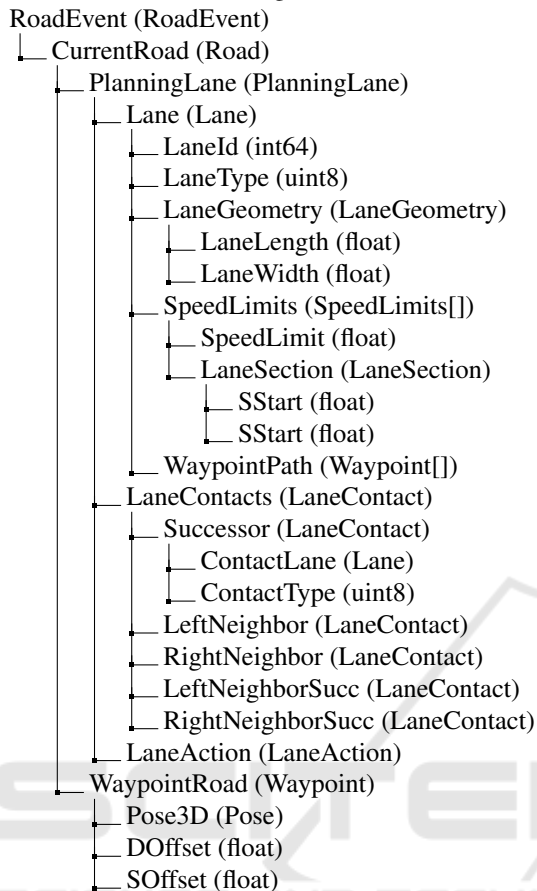 RoadEvent (RoadEvent)
CurrentRoad (Road)
PlanningLane (PlanningLane)
Lane (Lane)
LaneId (int64)
LaneType (uint8)
LaneGeometry (LaneGeometry)
LaneLength (float)
LaneWidth (float)
SpeedLimits (SpeedLimits[])
SpeedLimit (float)
LaneSection (LaneSection)
SStart (float)
SStart (float)
WaypointPath (Waypoint[])
LaneContacts (LaneContact)
Successor (LaneContact)
ContactLane (Lane)
ContactType (uint8)
LeftNeighbor (LaneContact)
RightNeighbor (LaneContact)
LeftNeighborSucc (LaneContact)
RightNeighborSucc (LaneContact)
LaneAction (LaneAction)
WaypointRoad (Waypoint)
Pose3D (Pose)
DOffset (float)
SOffset (float)